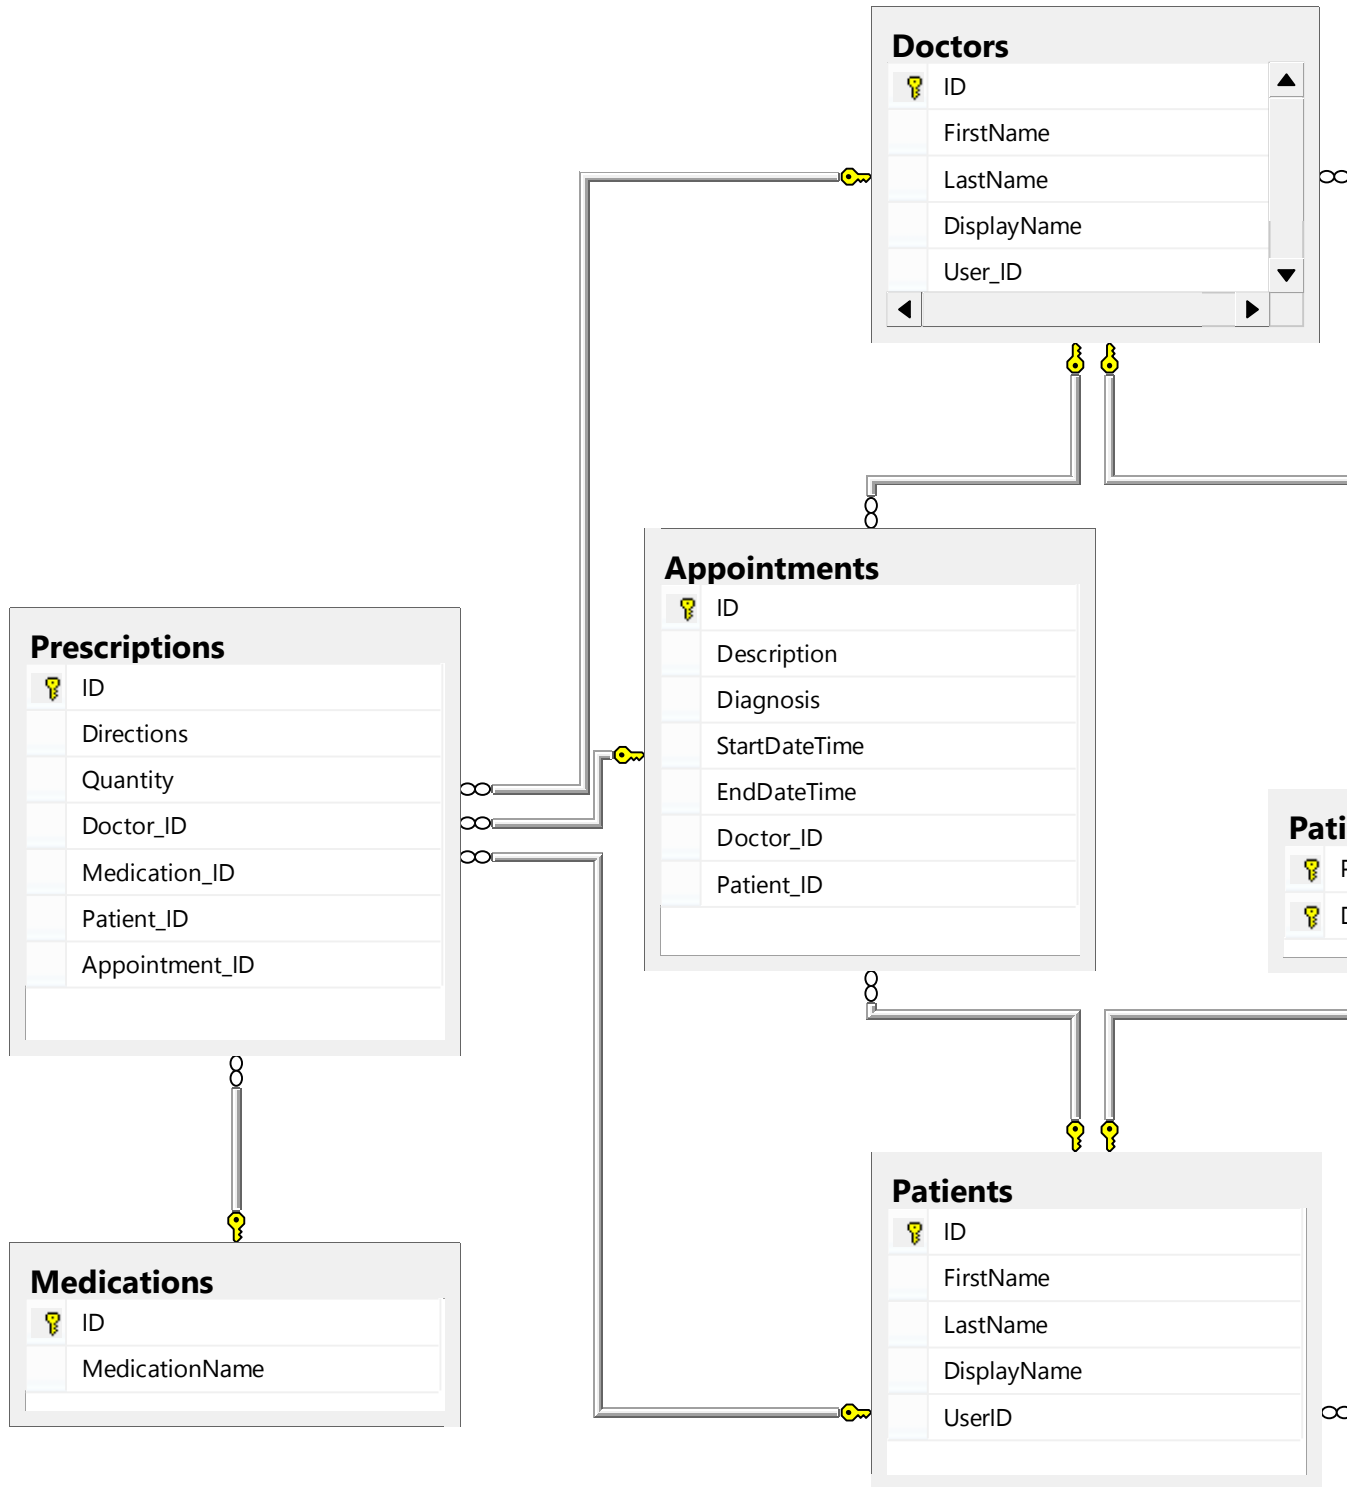 Doctors
ID
FirstName
LastName
DisplayName
User_ID
Appointments
ID
Description
Diagnosis
StartDateTime
EndDateTime
Doctor_ID
Patient_ID
Prescriptions
ID
Directions
Quantity
Doctor_ID
Medication_ID
Patient_ID
Appointment_ID
Pati
Patients
ID
FirstName
LastName
DisplayName
UserID
Medications
ID
MedicationName